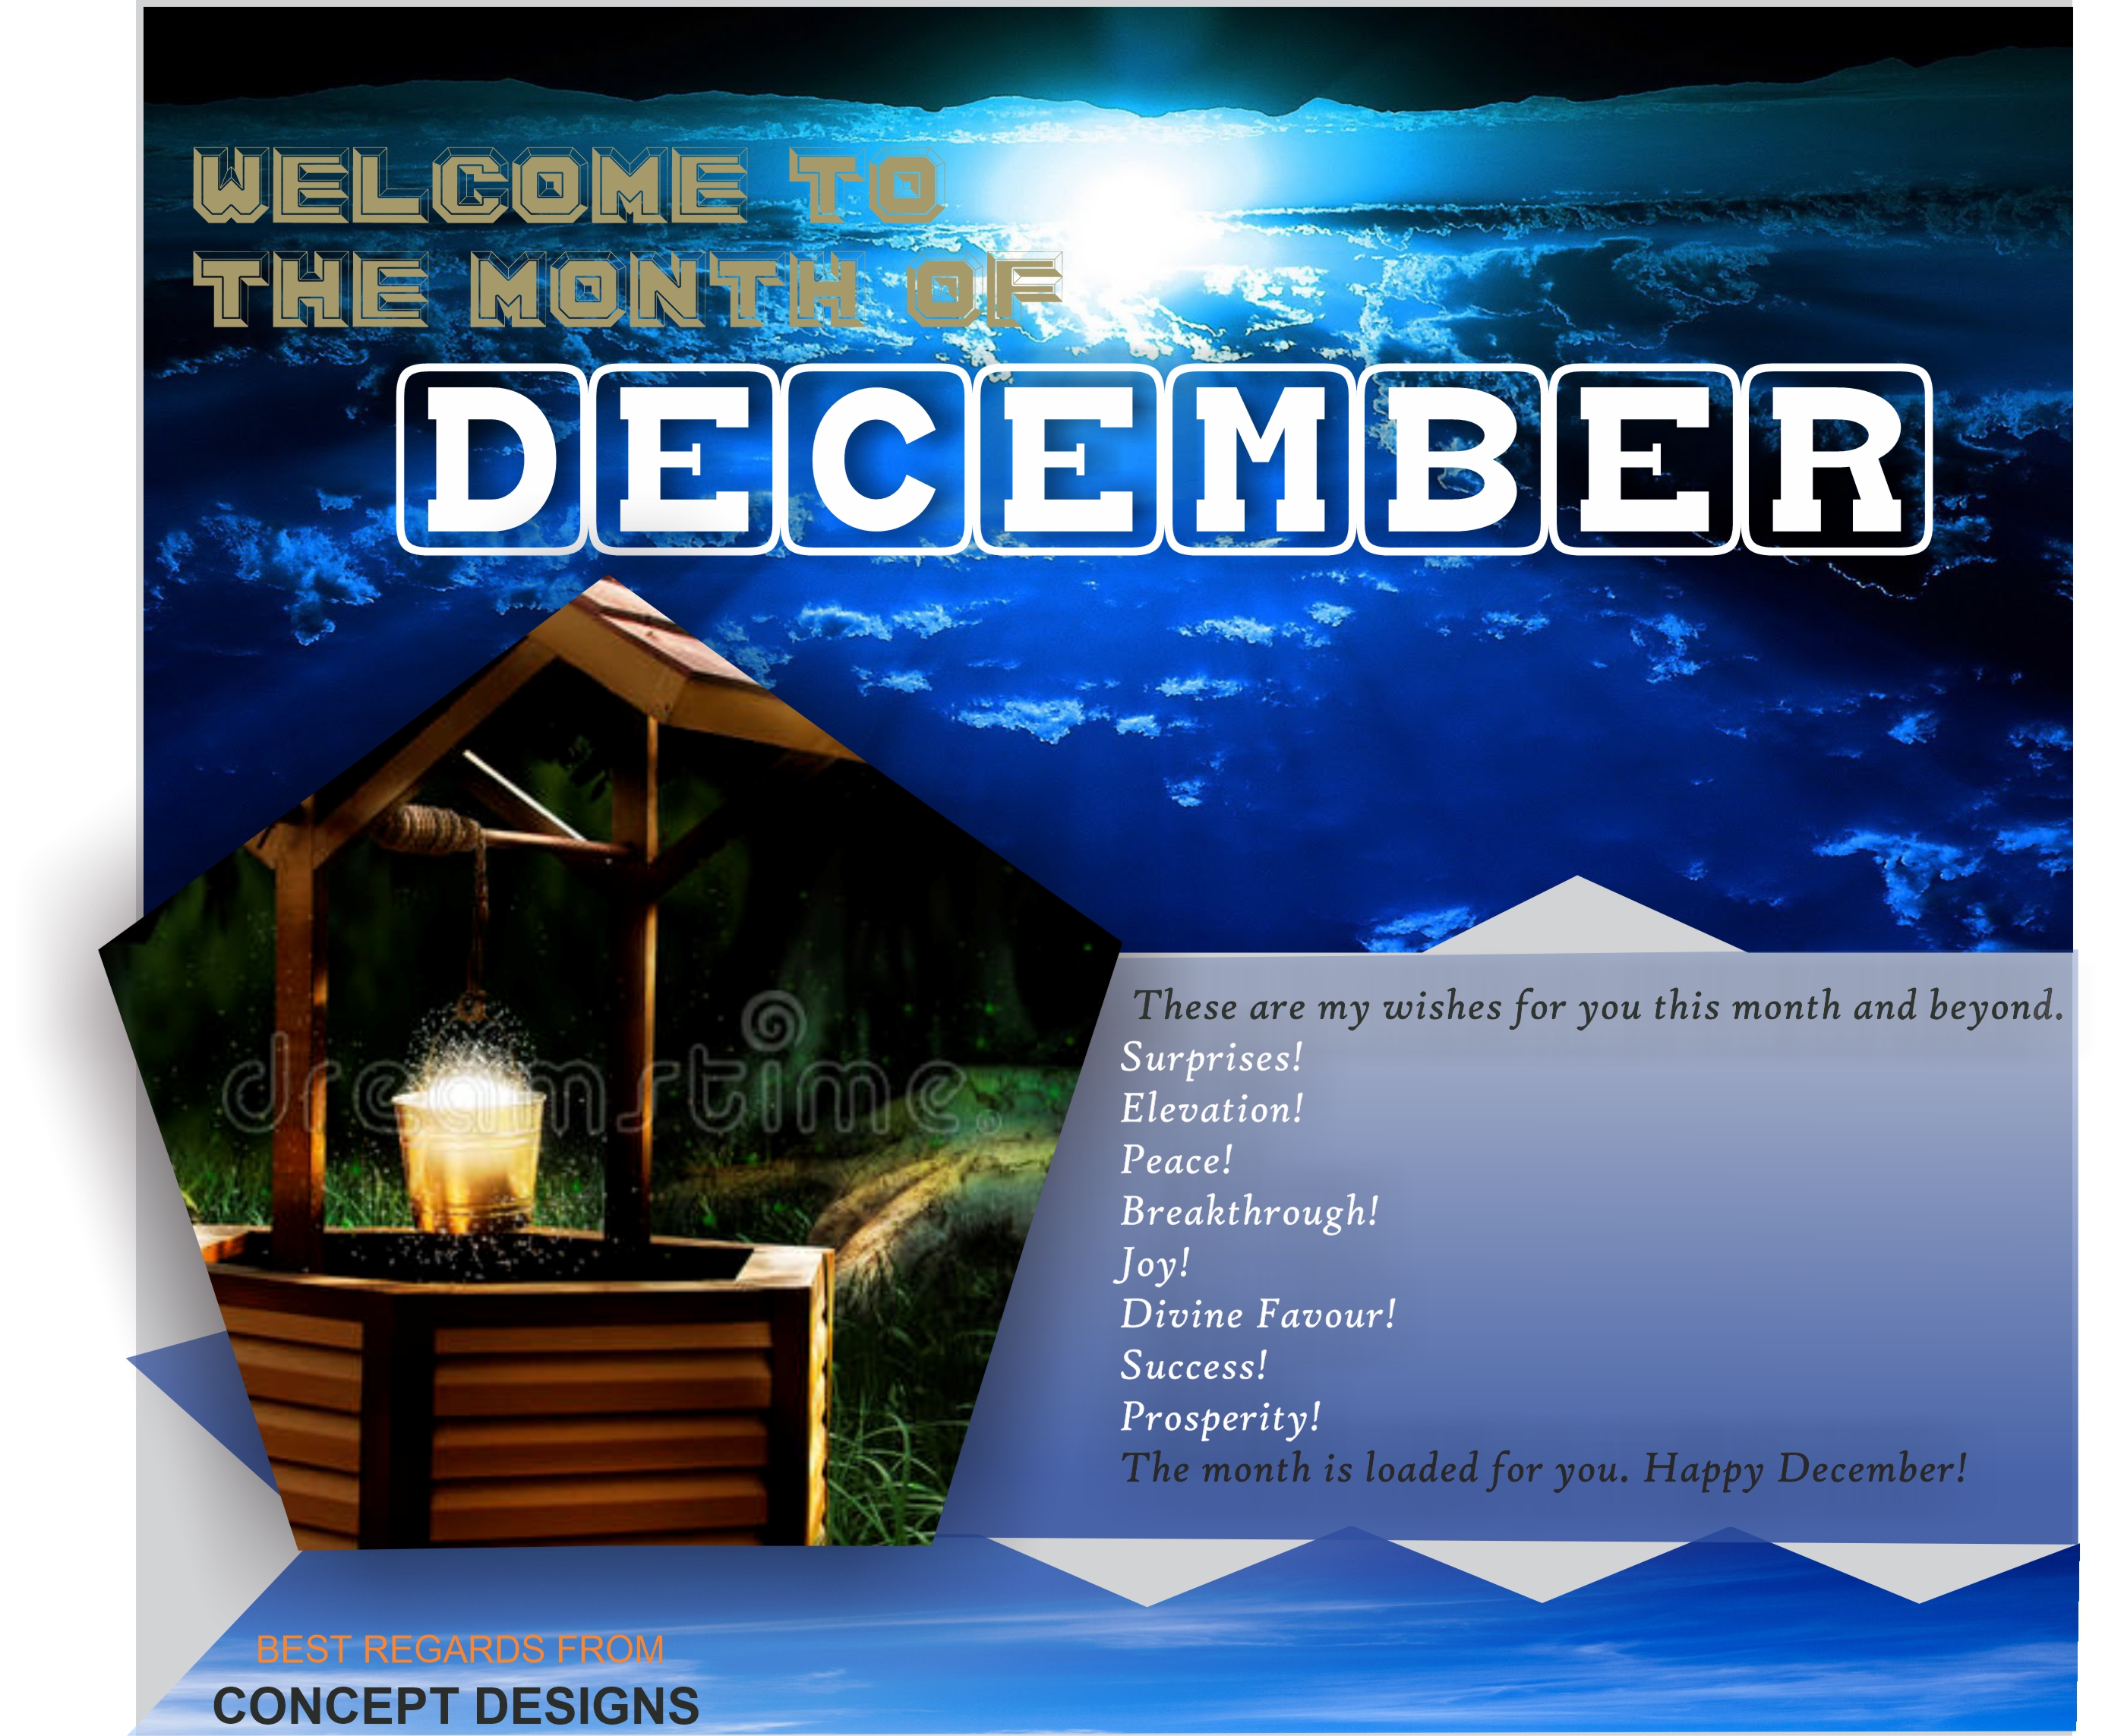 WELCOME TO
THE MONTH OF
DECEMBER
dreamstime®
These are my wishes for you this month and beyond.
Surprises!
Elevation!
Peace!
Breakthrough!
Joy!
Divine Favour!
Success!
Prosperity!
The month is loaded for you. Happy December!
BEST REGARDS FROM
CONCEPT DESIGNS